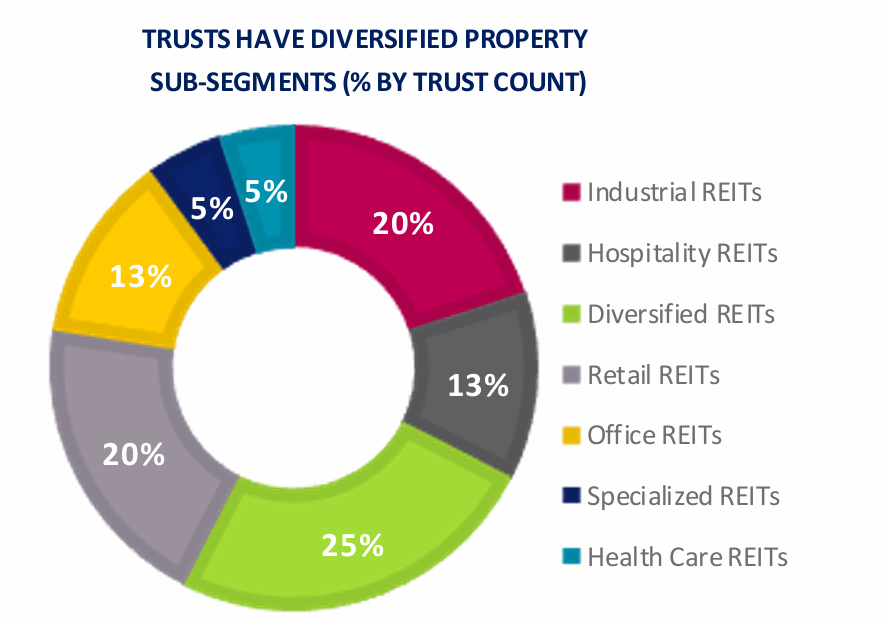 TRUSTS HAVE DIVERSIFIED PROPERTY
SUB-SEGMENTS (% BY TRUST COUNT)
5%
5%
20%
13%
13%
20%
25%
Industrial REITs
Hospitality REITs
Diversified REITs
Retail REITs
Office REITs
Specialized REITs
Health Care REITs